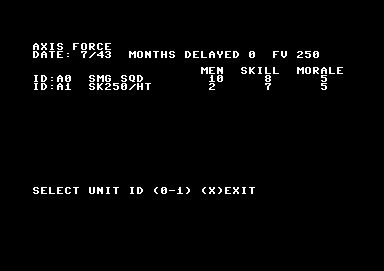 AXIS FORCE
DATE: 7/43 MONTHS DELAYED 0 FV 250
MEN SKILL MORALE
ID:A0 SMG SQD 10 8 5
ID:A1 SK250/HT 2 7 5
SELECT UNIT ID (0-1) (X)EXIT